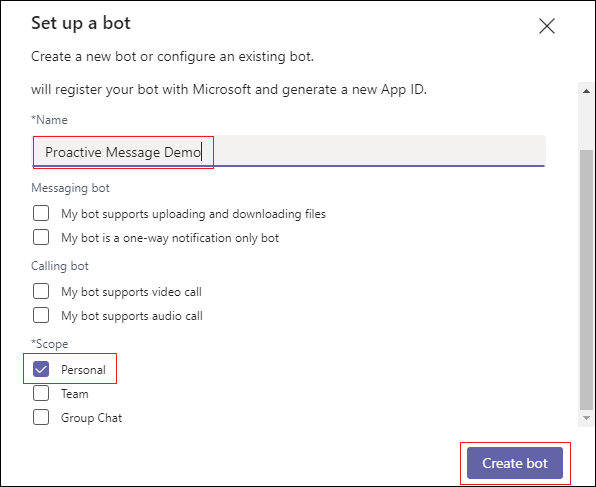 Set up a bot
Create a new bot or configure an existing bot.
will register your bot with Microsoft and generate a new App ID.
*Name
Proactive Message Demo
Messaging bot
My bot supports uploading and downloading files
My bot is a one-way notification only bot
Calling bot
My bot supports video call
My bot supports audio call
*Scope
Personal
Team
Group Chat
Create bot